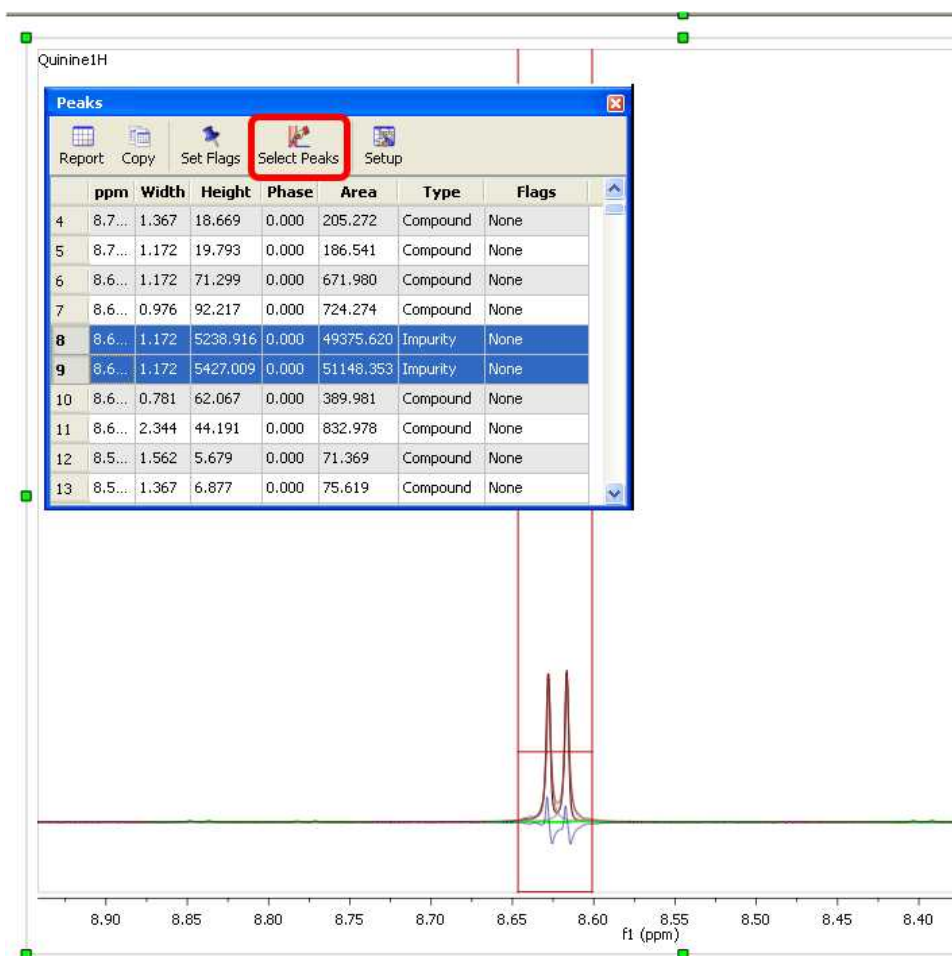 Quinine1H
Peaks
Report Copy Set Flags Select Peaks Setup
ppm Width Height Phase Area Type Flags
4 8.7... 1.367 18.669 0.000 205.272 Compound None
5 8.7... 1.172 19.793 0.000 186.541 Compound None
6 8.6... 1.172 71.299 0.000 671.980 Compound None
7 8.6... 0.976 92.217 0.000 724.274 Compound None
8 8.6... 1.172 5238.916 0.000 49375.620 Impurity None
9 8.6... 1.172 5427.009 0.000 51148.353 Impurity None
10 8.6... 0.781 62.067 0.000 389.981 Compound None
11 8.6... 2.344 44.191 0.000 832.978 Compound None
12 8.5... 1.562 5.679 0.000 71.369 Compound None
13 8.5... 1.367 6.877 0.000 75.619 Compound None
8.90 8.85 8.80 8.75 8.70 8.65 8.60 8.55 8.50 8.45 8.40
f1 (ppm)